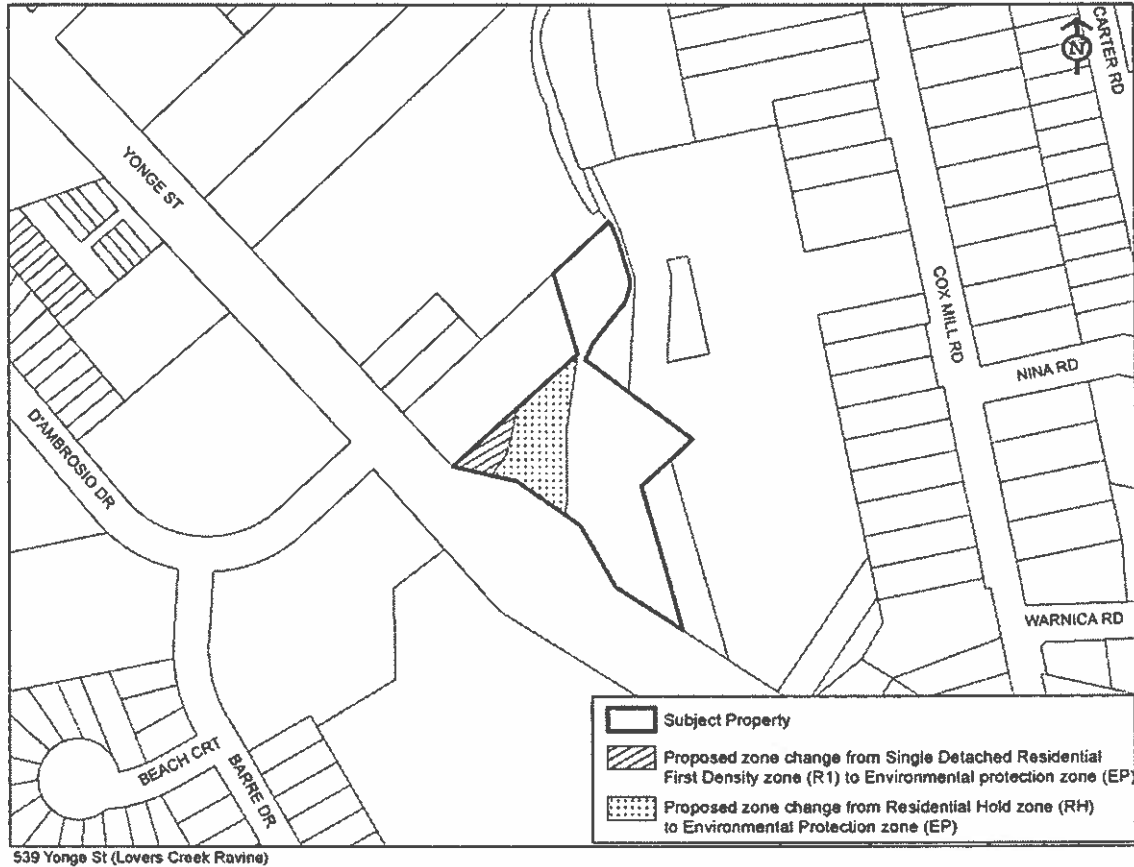 CARTER RD
N
YONGE ST
COX MILL RD
NINA RD
D'AMBROSIO DR
WARNICA RD
BEACH CRT
BARRE DR
Subject Property
Proposed zone change from Single Detached Residential
First Density zone (R1) to Environmental protection zone (EP)
Proposed zone change from Residential Hold zone (RH)
to Environmental Protection zone (EP)
539 Yonge St (Lovers Creek Ravine)